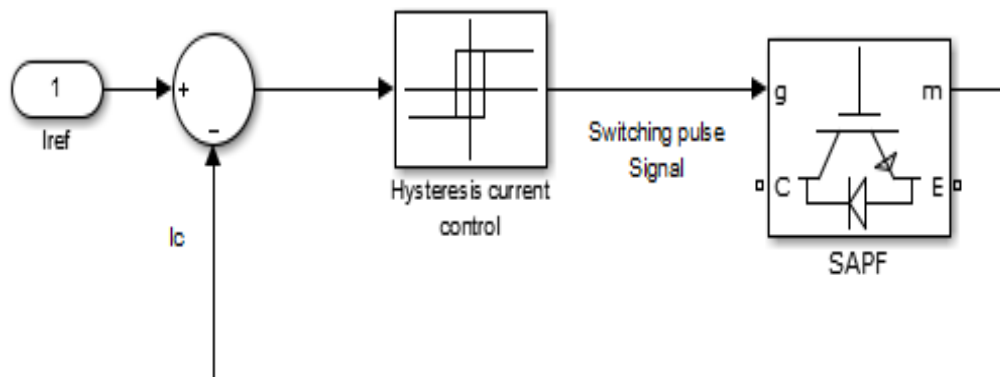 1
Iref
+
-
Ic
Hysteresis current
control
Switching pulse
Signal
g
m
C
E
SAPF